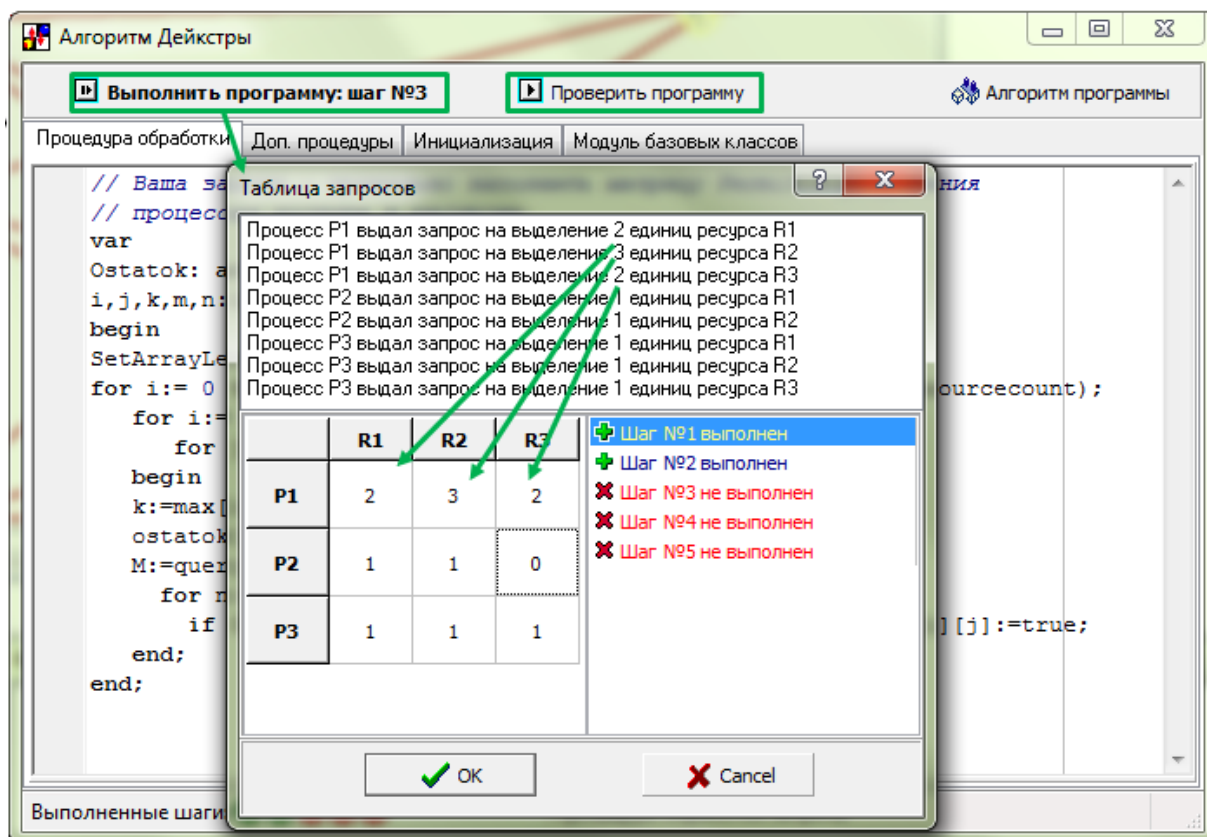 Алгоритм Дейкстры
Выполнить программу: шаг №3 Проверить программу Алгоритм программы
Процедура обработки Доп. процедуры Инициализация Модуль базовых классов
// Ваша
// процесс
var
Ostatok:
i,j,k,m,n:
begin
SetArrayLe
for i:= 0 ourcecount);
for i:=
for
begin
k:=max[
ostatok
M:=quer
for n
if ][j]:=true;
end;
end;
Таблица запросов
Процесс P1 выдал запрос на выделение 2 единиц ресурса R1
Процесс P1 выдал запрос на выделение 3 единиц ресурса R2
Процесс P1 выдал запрос на выделение 2 единиц ресурса R3
Процесс P2 выдал запрос на выделение 1 единиц ресурса R1
Процесс P2 выдал запрос на выделение 1 единиц ресурса R2
Процесс P3 выдал запрос на выделение 1 единиц ресурса R1
Процесс P3 выдал запрос на выделение 1 единиц ресурса R2
Процесс P3 выдал запрос на выделение 1 единиц ресурса R3
R1 R2 R3
P1 2 3 2
P2 1 1 0
P3 1 1 1
Шаг №1 выполнен
Шаг №2 выполнен
Шаг №3 не выполнен
Шаг №4 не выполнен
Шаг №5 не выполнен
OK Cancel
Выполненные шаги